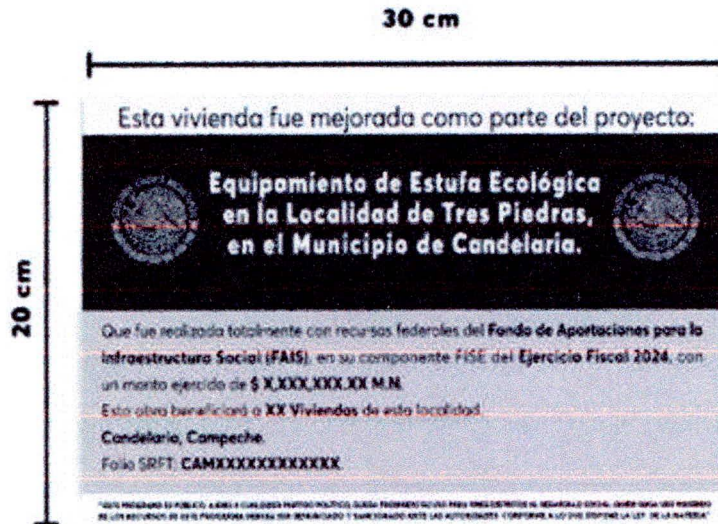 30 cm
20 cm
Esta vivienda fue mejorada como parte del proyecto:
Equipamiento de Estufa Ecológica
en la Localidad de Tres Piedras,
en el Municipio de Candelaria.
Que fue realizada totalmente con recursos federales del Fondo de Aportaciones para la
Infraestructura Social (FAIS), en su componente FISE del Ejercicio Fiscal 2024, con
un monto ejercido de $ X,XXX,XXX.XX M.N.
Esta obra beneficiará a XX Viviendas de esta localidad.
Candelaria, Campeche.
Folio SRFT: CAMXXXXXXXXXXXX.